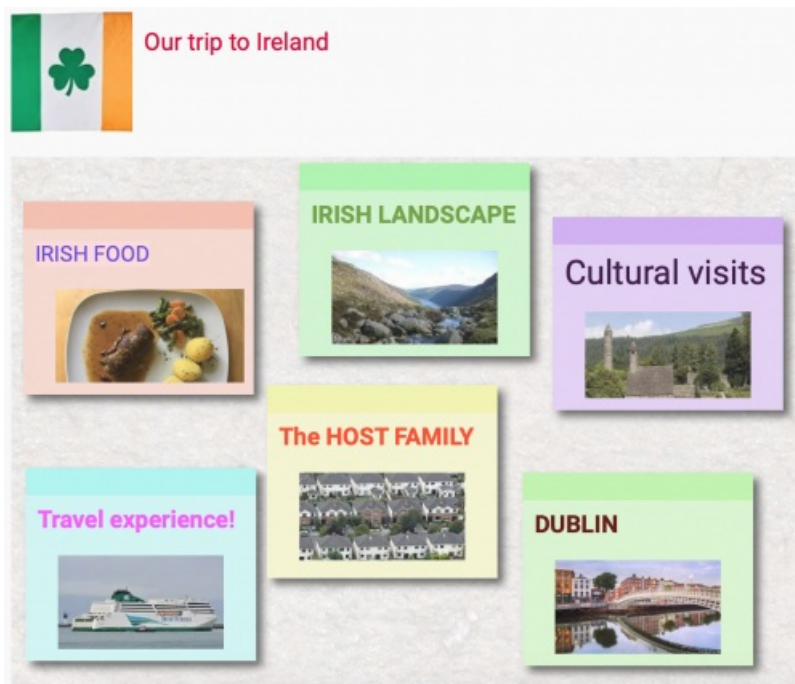 Our trip to Ireland
IRISH LANDSCAPE
IRISH FOOD
Cultural visits
The HOST FAMILY
Travel experience!
DUBLIN